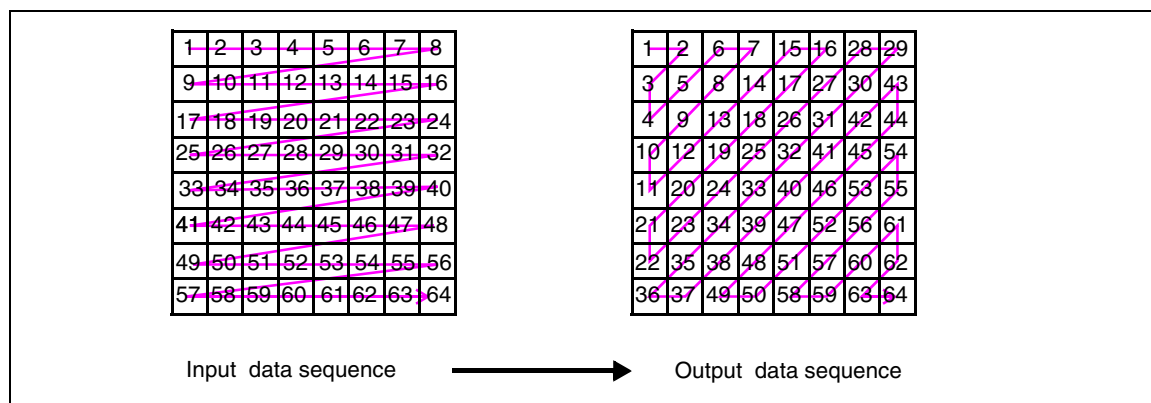 1 2 3 4 5 6 7 8
9 10 11 12 13 14 15 16
17 18 19 20 21 22 23 24
25 26 27 28 29 30 31 32
33 34 35 36 37 38 39 40
41 42 43 44 45 46 47 48
49 50 51 52 53 54 55 56
57 58 59 60 61 62 63 64
Input data sequence
1 2 6 7 15 16 28 29
3 5 8 14 17 27 30 43
4 9 13 18 26 31 42 44
10 12 19 25 32 41 45 54
11 20 24 33 40 46 53 55
21 23 34 39 47 52 56 61
22 35 38 48 51 57 60 62
36 37 49 50 58 59 63 64
Output data sequence